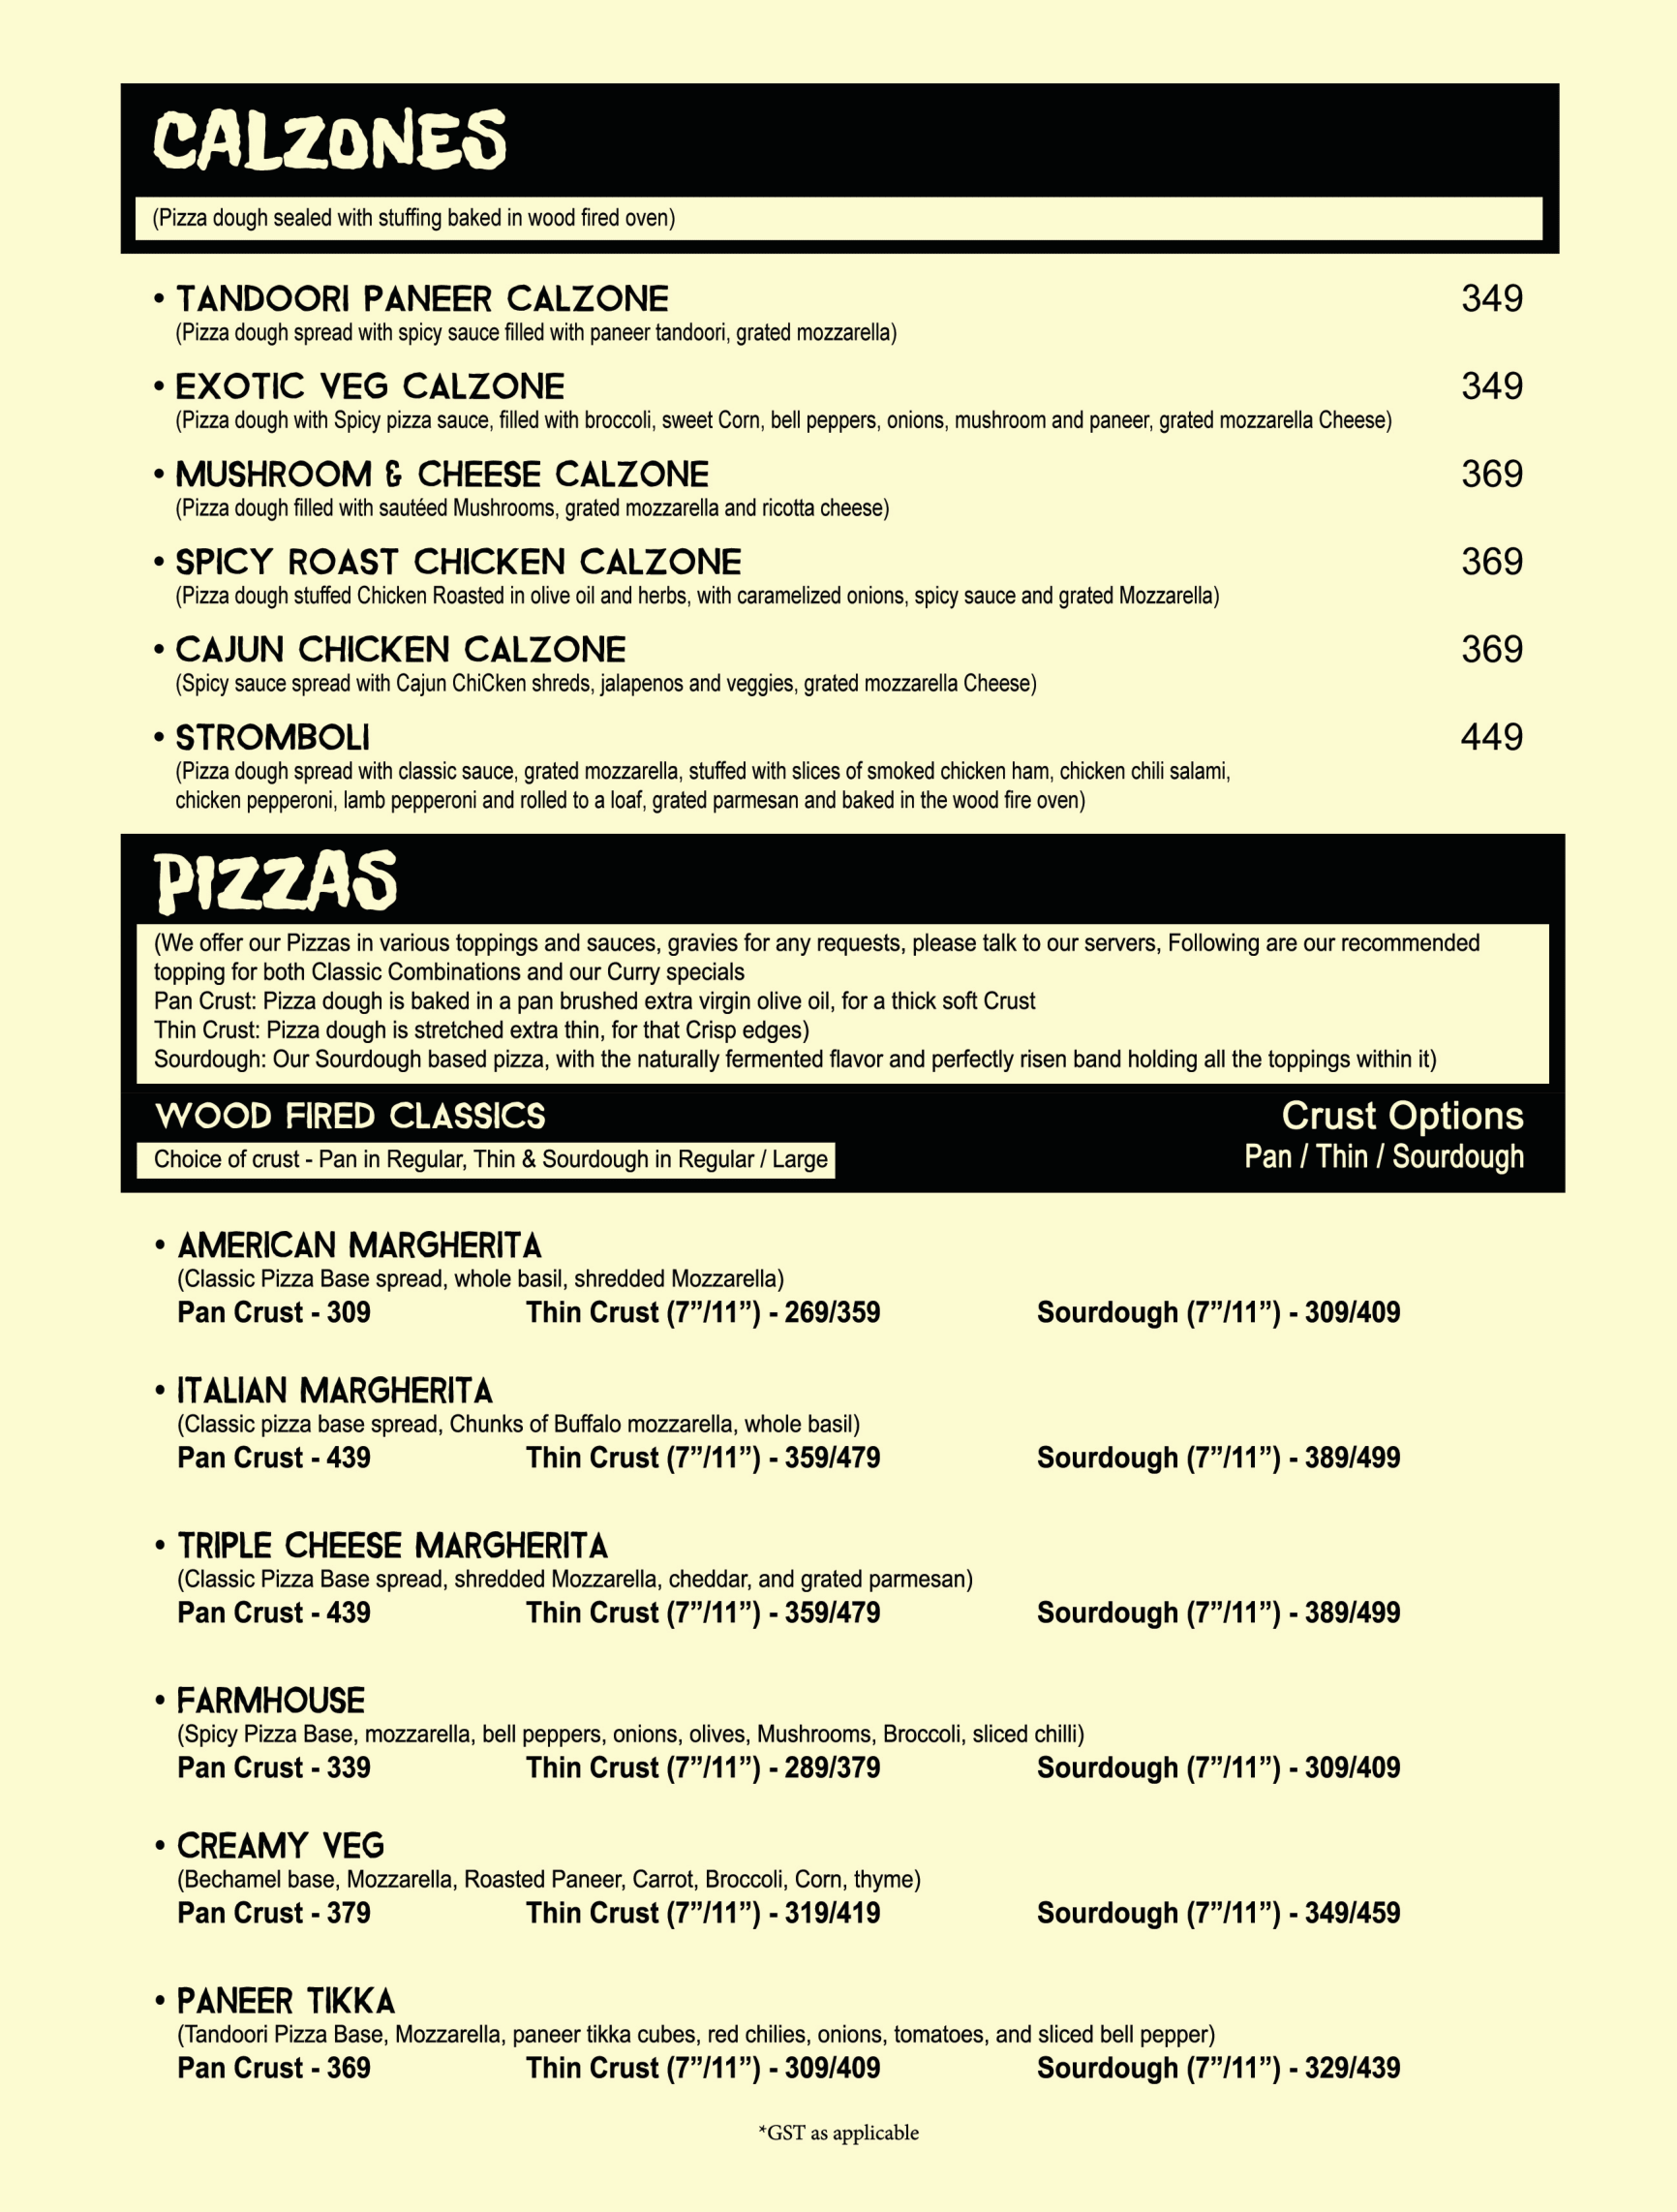 CALZONES
(Pizza dough sealed with stuffing baked in wood fired oven)
• TANDOORI PANEER CALZONE 349
(Pizza dough spread with spicy sauce filled with paneer tandoori, grated mozzarella)
• EXOTIC VEG CALZONE 349
(Pizza dough with Spicy pizza sauce, filled with broccoli, sweet Corn, bell peppers, onions, mushroom and paneer, grated mozzarella Cheese)
• MUSHROOM & CHEESE CALZONE 369
(Pizza dough filled with sautéed Mushrooms, grated mozzarella and ricotta cheese)
• SPICY ROAST CHICKEN CALZONE 369
(Pizza dough stuffed Chicken Roasted in olive oil and herbs, with caramelized onions, spicy sauce and grated Mozzarella)
• CAJUN CHICKEN CALZONE 369
(Spicy sauce spread with Cajun ChiCken shreds, jalapenos and veggies, grated mozzarella Cheese)
• STROMBOLI 449
(Pizza dough spread with classic sauce, grated mozzarella, stuffed with slices of smoked chicken ham, chicken chili salami,
chicken pepperoni, lamb pepperoni and rolled to a loaf, grated parmesan and baked in the wood fire oven)
PIZZAS
(We offer our Pizzas in various toppings and sauces, gravies for any requests, please talk to our servers, Following are our recommended
topping for both Classic Combinations and our Curry specials
Pan Crust: Pizza dough is baked in a pan brushed extra virgin olive oil, for a thick soft Crust
Thin Crust: Pizza dough is stretched extra thin, for that Crisp edges)
Sourdough: Our Sourdough based pizza, with the naturally fermented flavor and perfectly risen band holding all the toppings within it)
WOOD FIRED CLASSICS Crust Options
Choice of crust - Pan in Regular, Thin & Sourdough in Regular / Large Pan / Thin / Sourdough
• AMERICAN MARGHERITA
(Classic Pizza Base spread, whole basil, shredded Mozzarella)
Pan Crust - 309 Thin Crust (7”/11”) - 269/359 Sourdough (7”/11”) - 309/409
• ITALIAN MARGHERITA
(Classic pizza base spread, Chunks of Buffalo mozzarella, whole basil)
Pan Crust - 439 Thin Crust (7”/11”) - 359/479 Sourdough (7”/11”) - 389/499
• TRIPLE CHEESE MARGHERITA
(Classic Pizza Base spread, shredded Mozzarella, cheddar, and grated parmesan)
Pan Crust - 439 Thin Crust (7”/11”) - 359/479 Sourdough (7”/11”) - 389/499
• FARMHOUSE
(Spicy Pizza Base, mozzarella, bell peppers, onions, olives, Mushrooms, Broccoli, sliced chilli)
Pan Crust - 339 Thin Crust (7”/11”) - 289/379 Sourdough (7”/11”) - 309/409
• CREAMY VEG
(Bechamel base, Mozzarella, Roasted Paneer, Carrot, Broccoli, Corn, thyme)
Pan Crust - 379 Thin Crust (7”/11”) - 319/419 Sourdough (7”/11”) - 349/459
• PANEER TIKKA
(Tandoori Pizza Base, Mozzarella, paneer tikka cubes, red chilies, onions, tomatoes, and sliced bell pepper)
Pan Crust - 369 Thin Crust (7”/11”) - 309/409 Sourdough (7”/11”) - 329/439
*GST as applicable